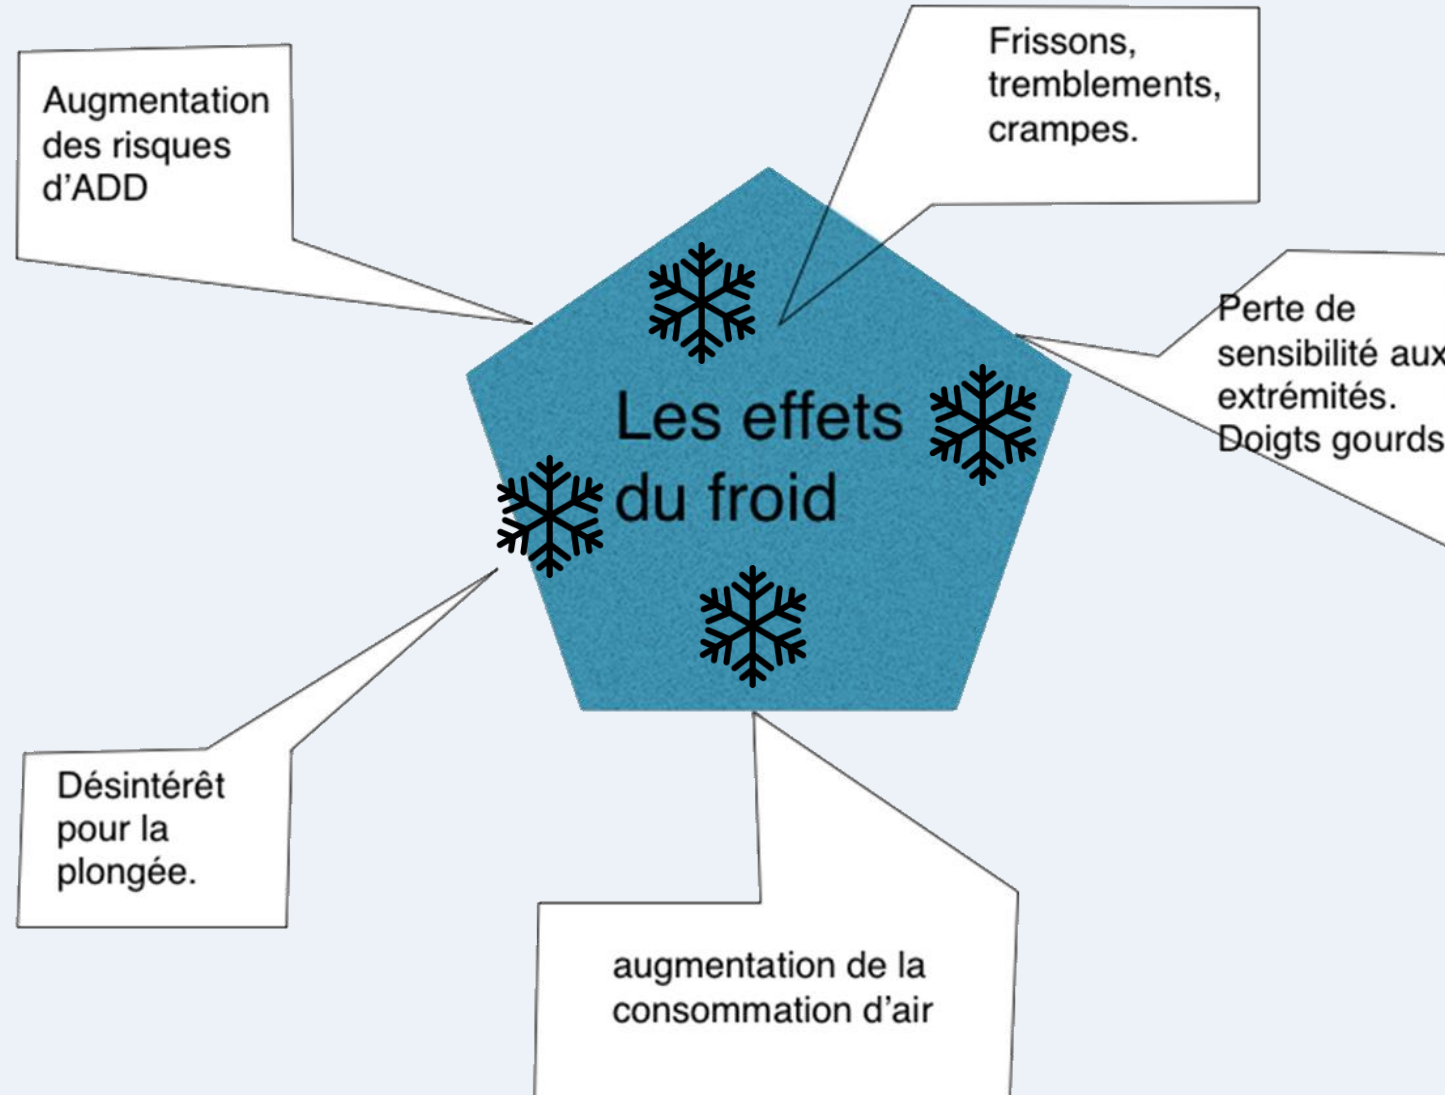 Augmentation
des risques
d’ADD
Frissons,
tremblements,
crampes.
Perte de
sensibilité aux
extrémités.
Doigts gourds
Les effets
du froid
Désintérêt
pour la
plongée.
augmentation de la
consommation d’air